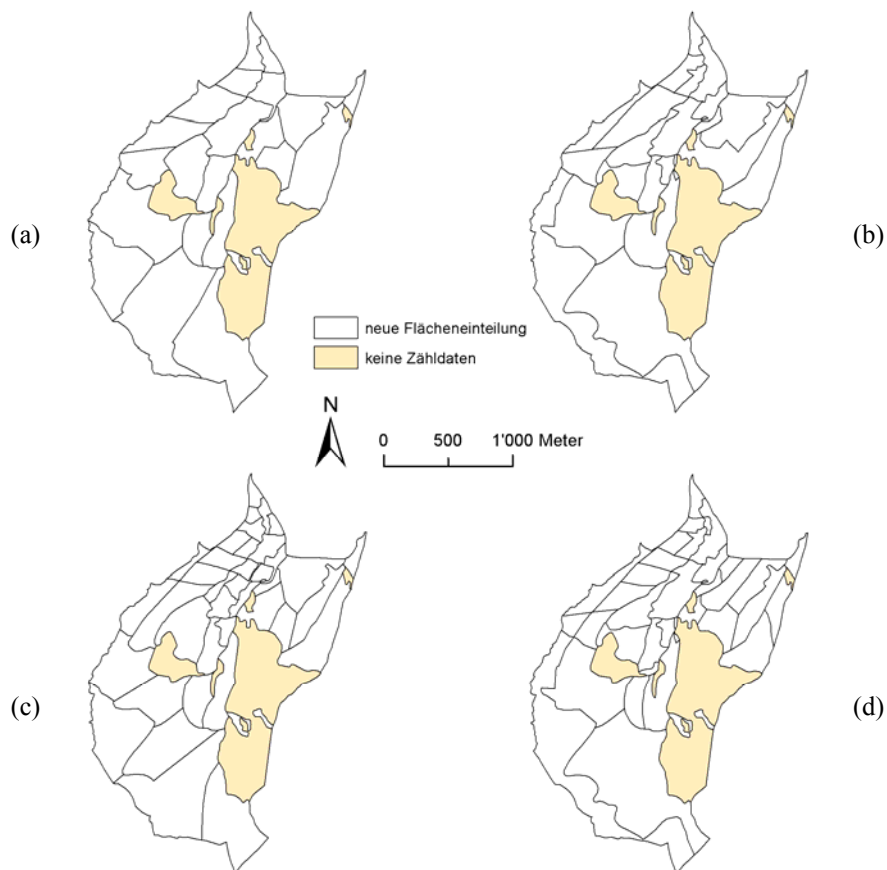 (a)
(b)
neue Flächeneinteilung
keine Zähldaten
N
0 500 1'000 Meter
(c)
(d)